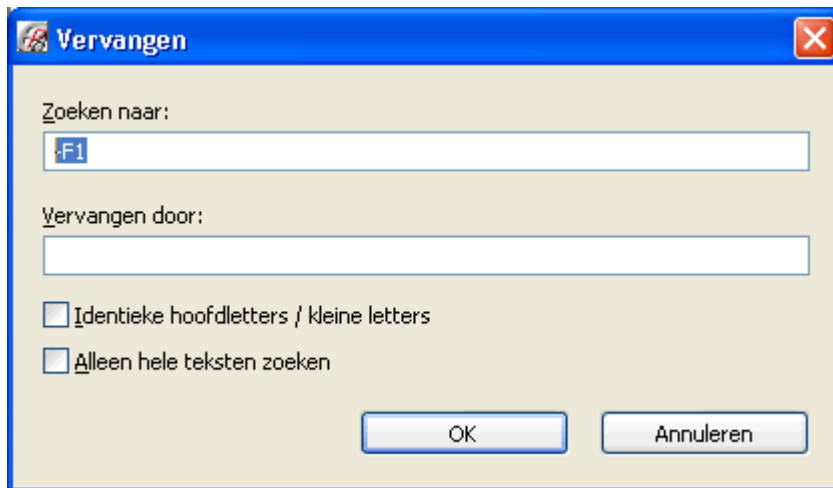 Vervangen
Zoeken naar:
-F1
Vervangen door:
Identieke hoofdletters / kleine letters
Alleen hele teksten zoeken
OK Annuleren